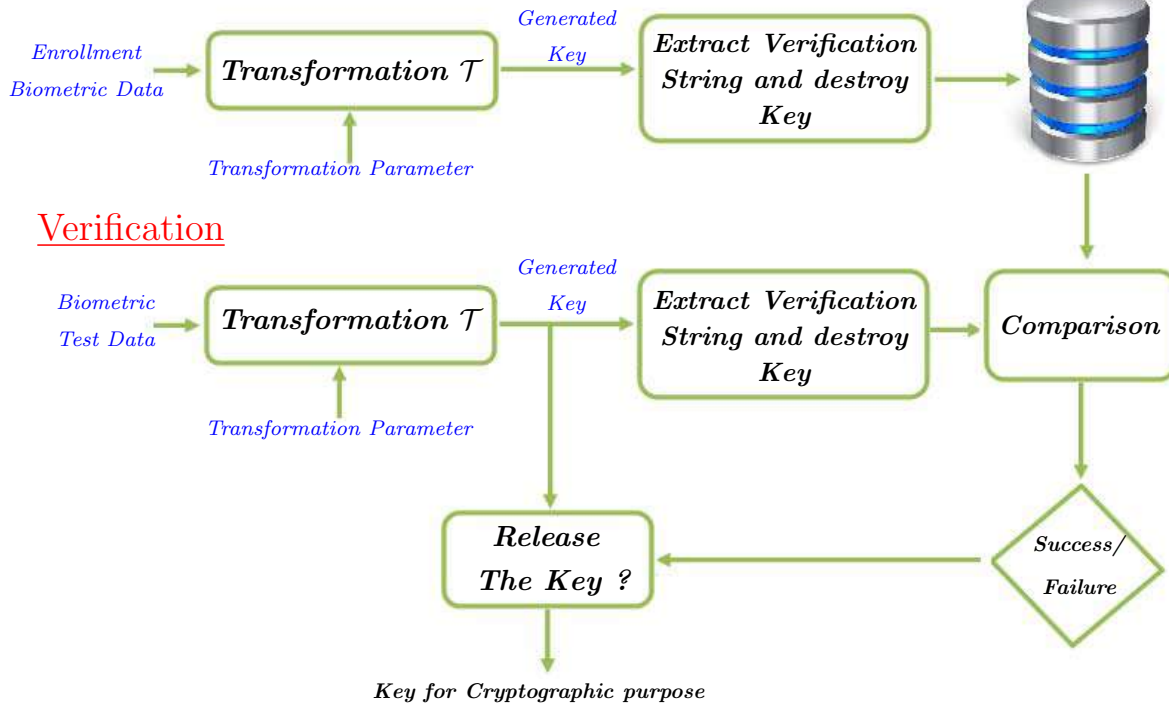 Enrollment
Biometric Data
Transformation 𝒯
Generated
Key
Extract Verification
String and destroy
Key
Transformation Parameter
Verification
Biometric
Test Data
Transformation 𝒯
Generated
Key
Extract Verification
String and destroy
Key
Comparison
Transformation Parameter
Release
The Key ?
Success/
Failure
Key for Cryptographic purpose